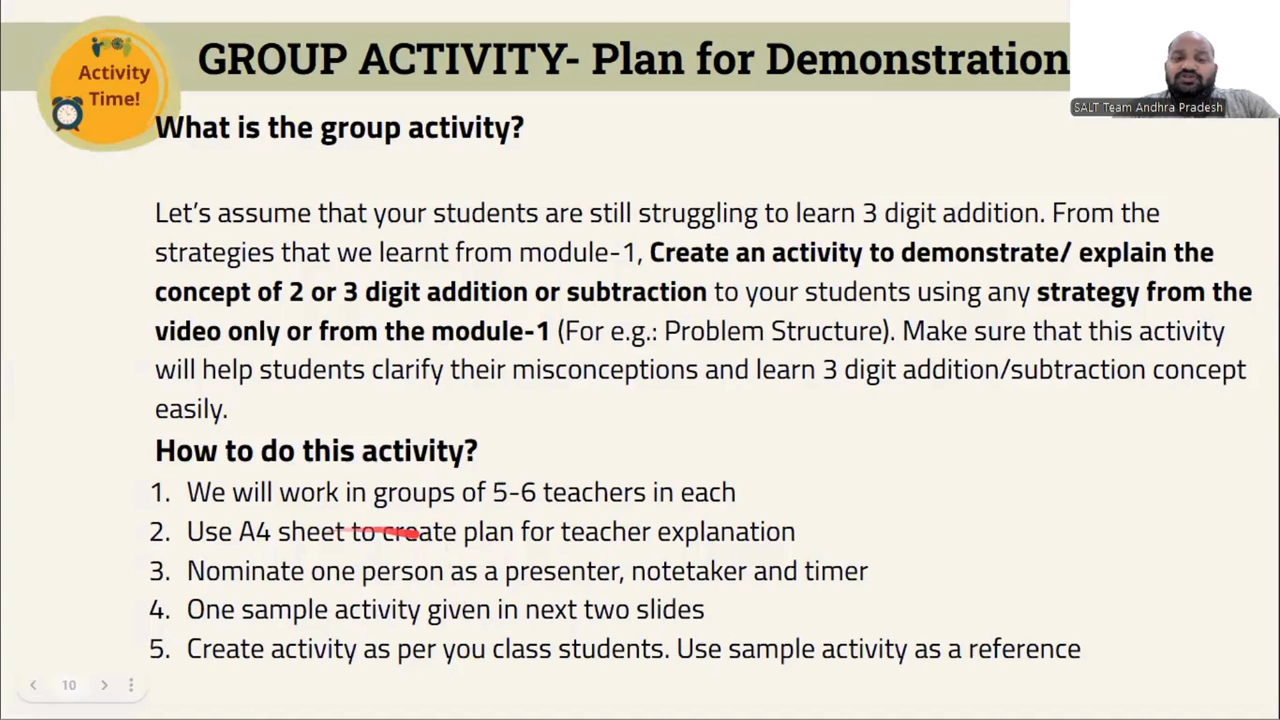 Activity
Time!
GROUP ACTIVITY- Plan for Demonstration
SALT Team Andhra Pradesh
What is the group activity?
Let's assume that your students are still struggling to learn 3 digit addition. From the
strategies that we learnt from module-1, Create an activity to demonstrate/ explain the
concept of 2 or 3 digit addition or subtraction to your students using any strategy from the
video only or from the module-1 (For e.g.: Problem Structure). Make sure that this activity
will help students clarify their misconceptions and learn 3 digit addition/subtraction concept
easily.
How to do this activity?
1. We will work in groups of 5-6 teachers in each
2. Use A4 sheet to create plan for teacher explanation
3. Nominate one person as a presenter, notetaker and timer
4. One sample activity given in next two slides
5. Create activity as per you class students. Use sample activity as a reference
10